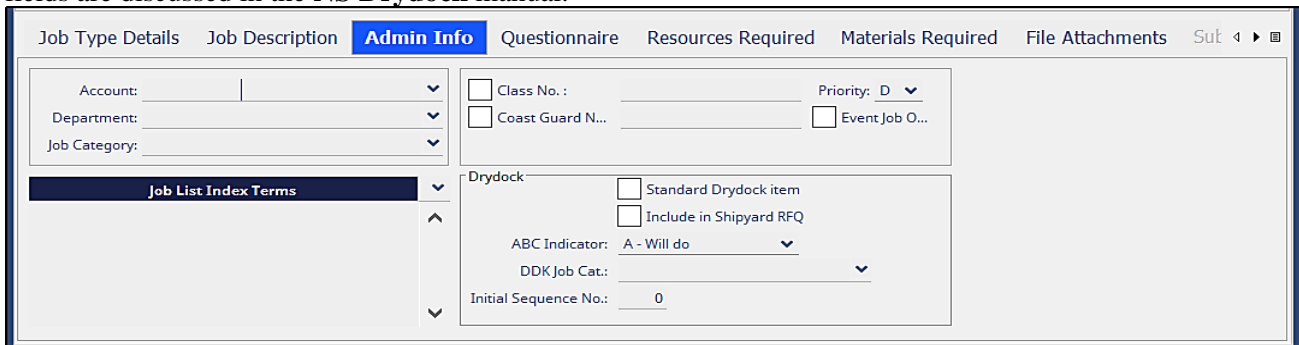 fields are discussed in the NS Drydock manual.
Job Type Details Job Description Admin Info Questionnaire Resources Required Materials Required File Attachments Sub
Account:
Department:
Job Category:
Class No. :
Priority: D
Coast Guard N...
Event Job O...
Job List Index Terms
Drydock
Standard Drydock item
Include in Shipyard RFQ
ABC Indicator: A - Will do
DDK Job Cat.:
Initial Sequence No.: 0